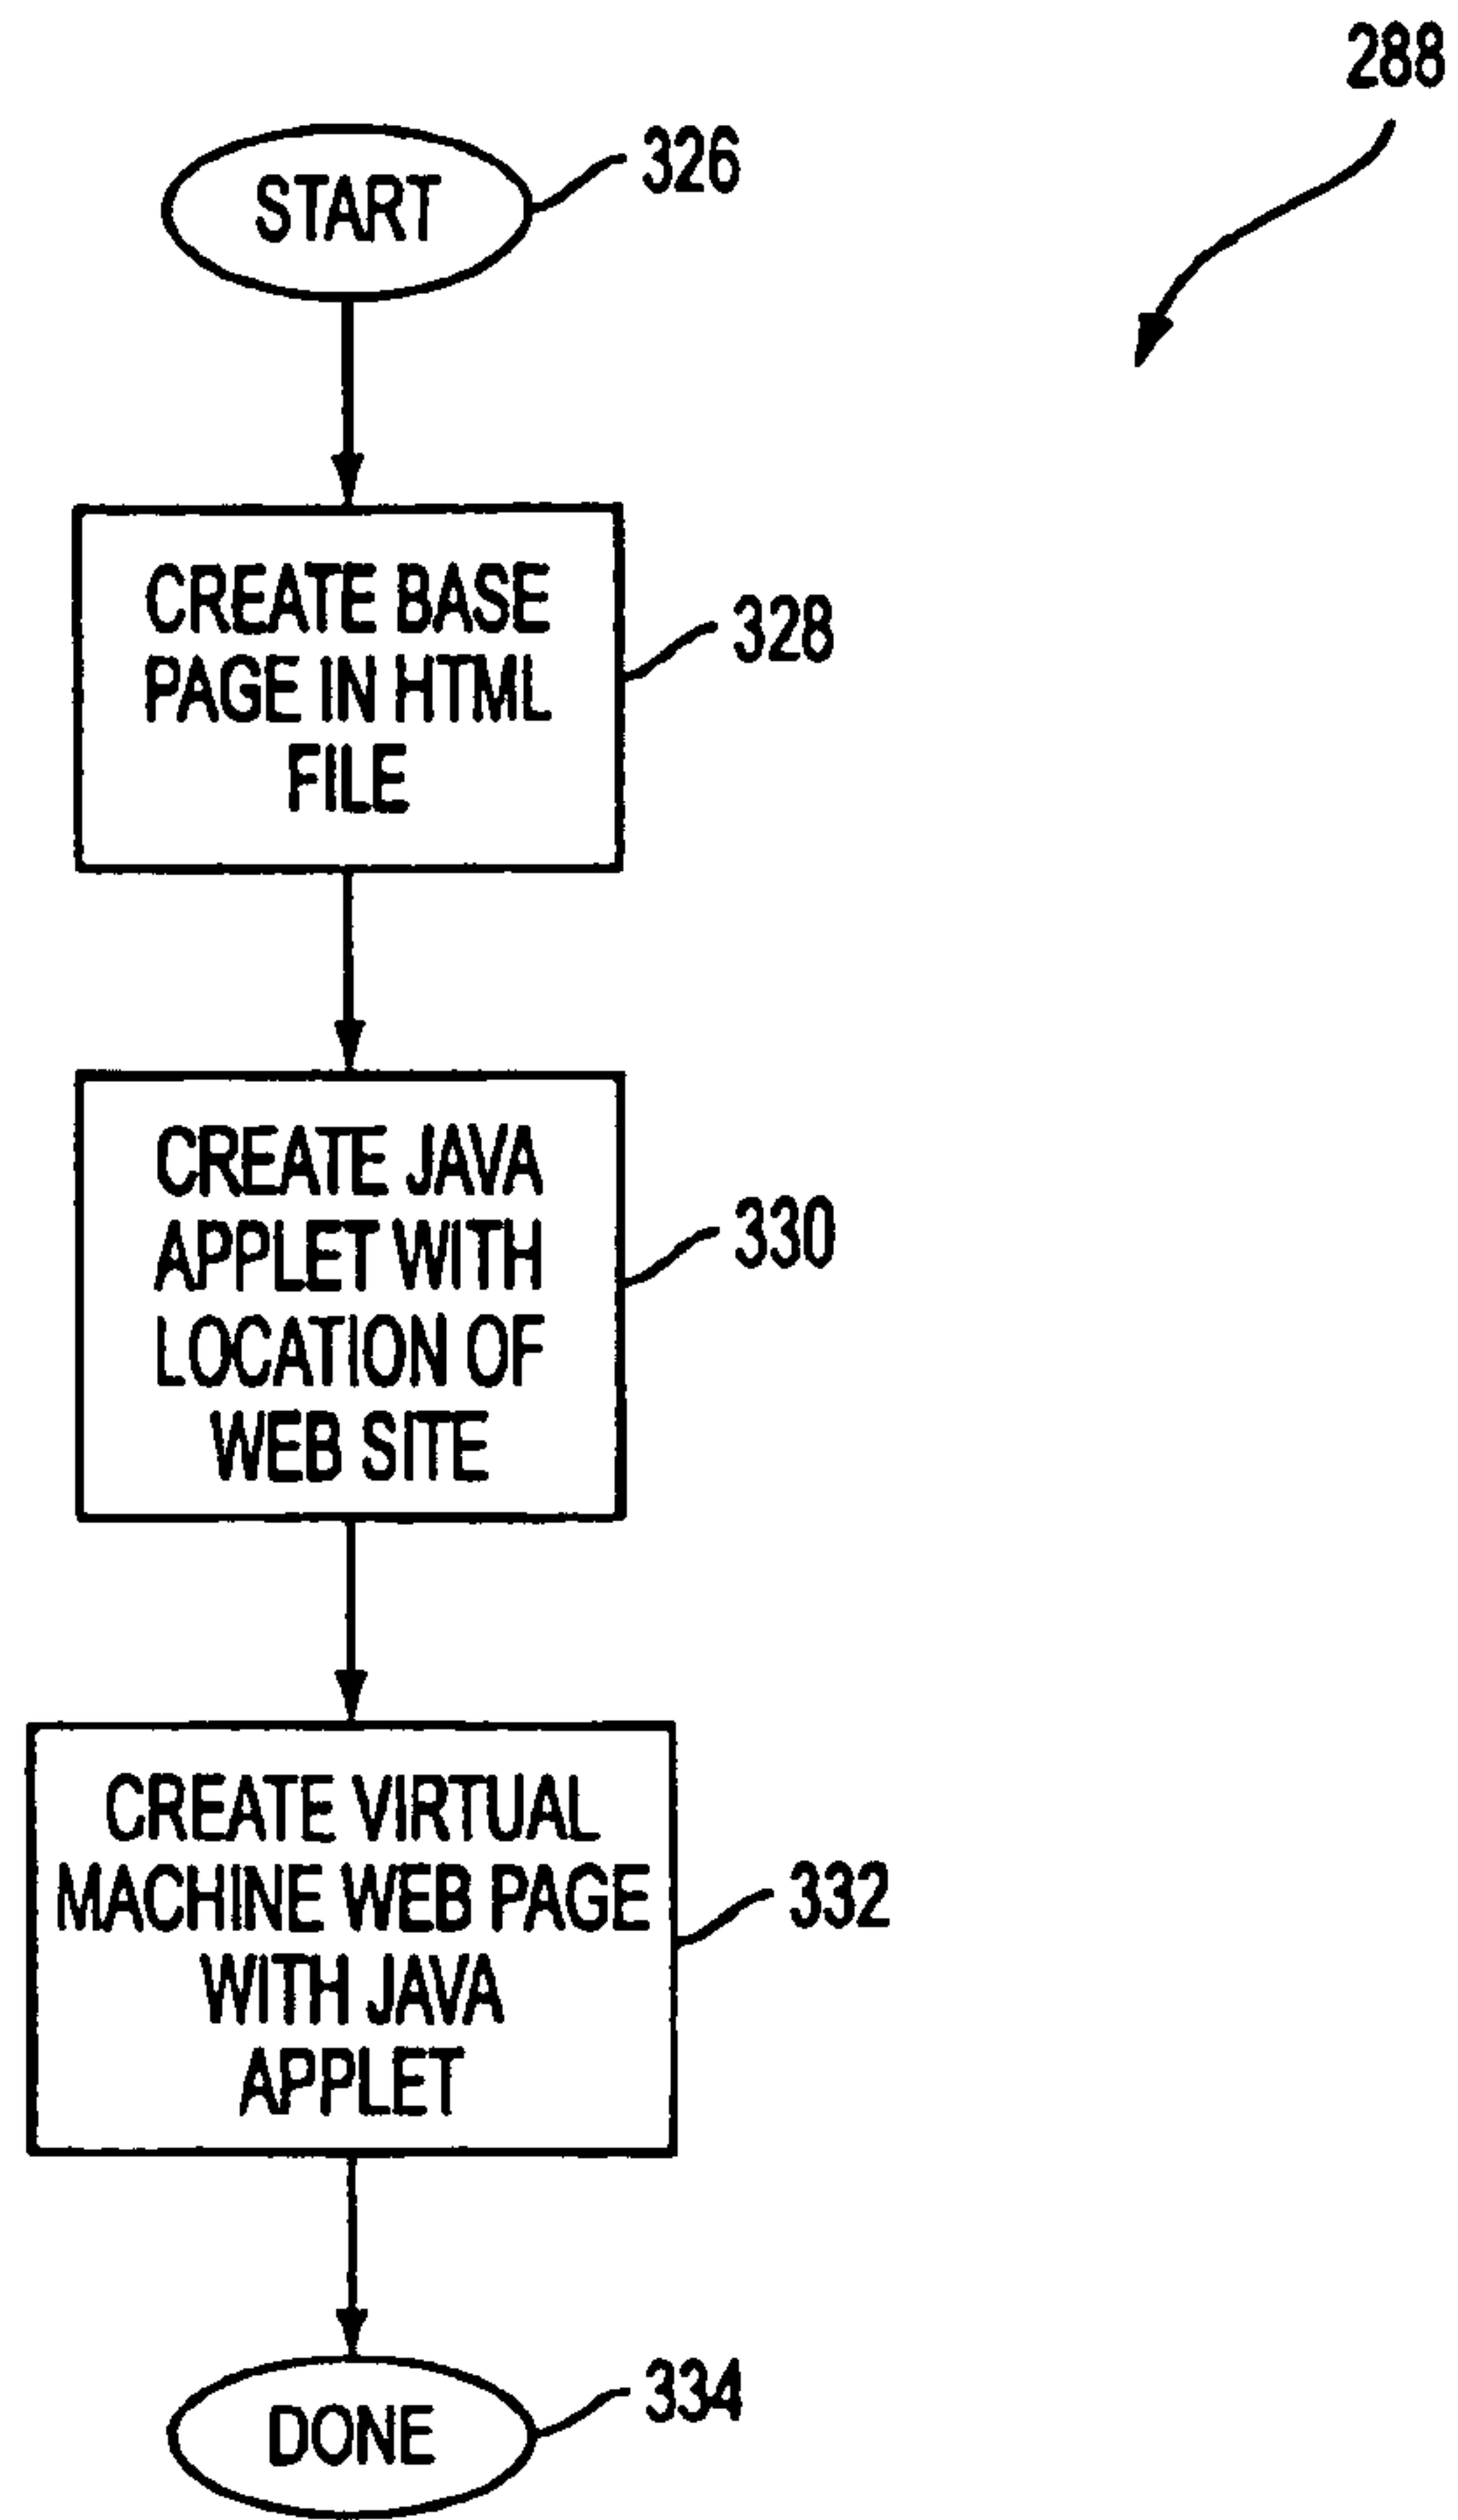 288
START
326
CREATE BASE
PAGE IN HTML
FILE
328
CREATE JAVA
APPLET WITH
LOCATION OF
WEB SITE
330
CREATE VIRTUAL
MACHINE WEB PAGE
WITH JAVA
APPLET
332
DONE
334